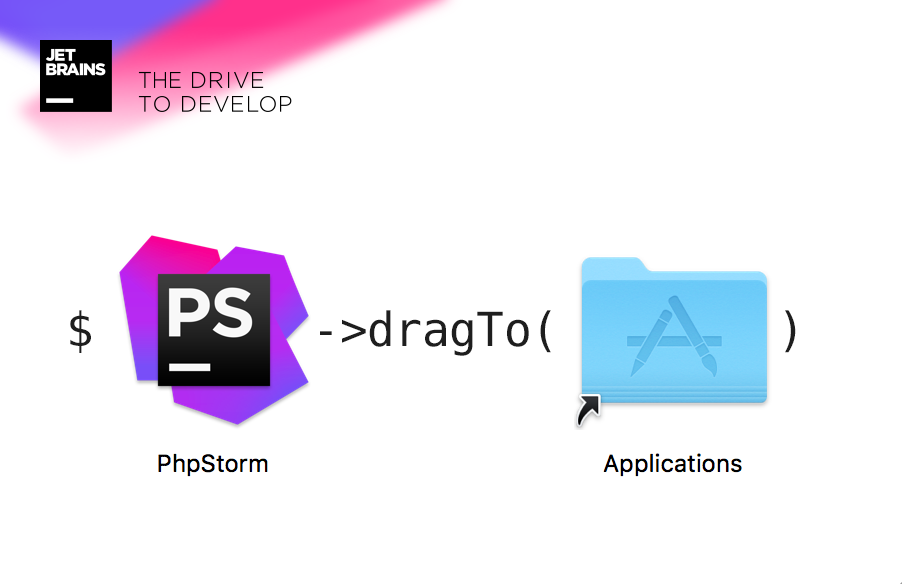 JET
BRAINS
THE DRIVE
TO DEVELOP
$ PS ->dragTo( )
PhpStorm
Applications